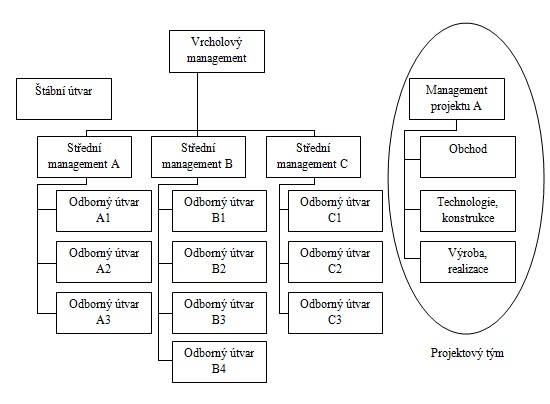 Vrcholový
management
Štábní útvar
Střední
management A
Střední
management B
Střední
management C
Odborný útvar
A1
Odborný útvar
A2
Odborný útvar
A3
Odborný útvar
B1
Odborný útvar
B2
Odborný útvar
B3
Odborný útvar
B4
Odborný útvar
C1
Odborný útvar
C2
Odborný útvar
C3
Management
projektu A
Obchod
Technologie,
konstrukce
Výroba,
realizace
Projektový tým